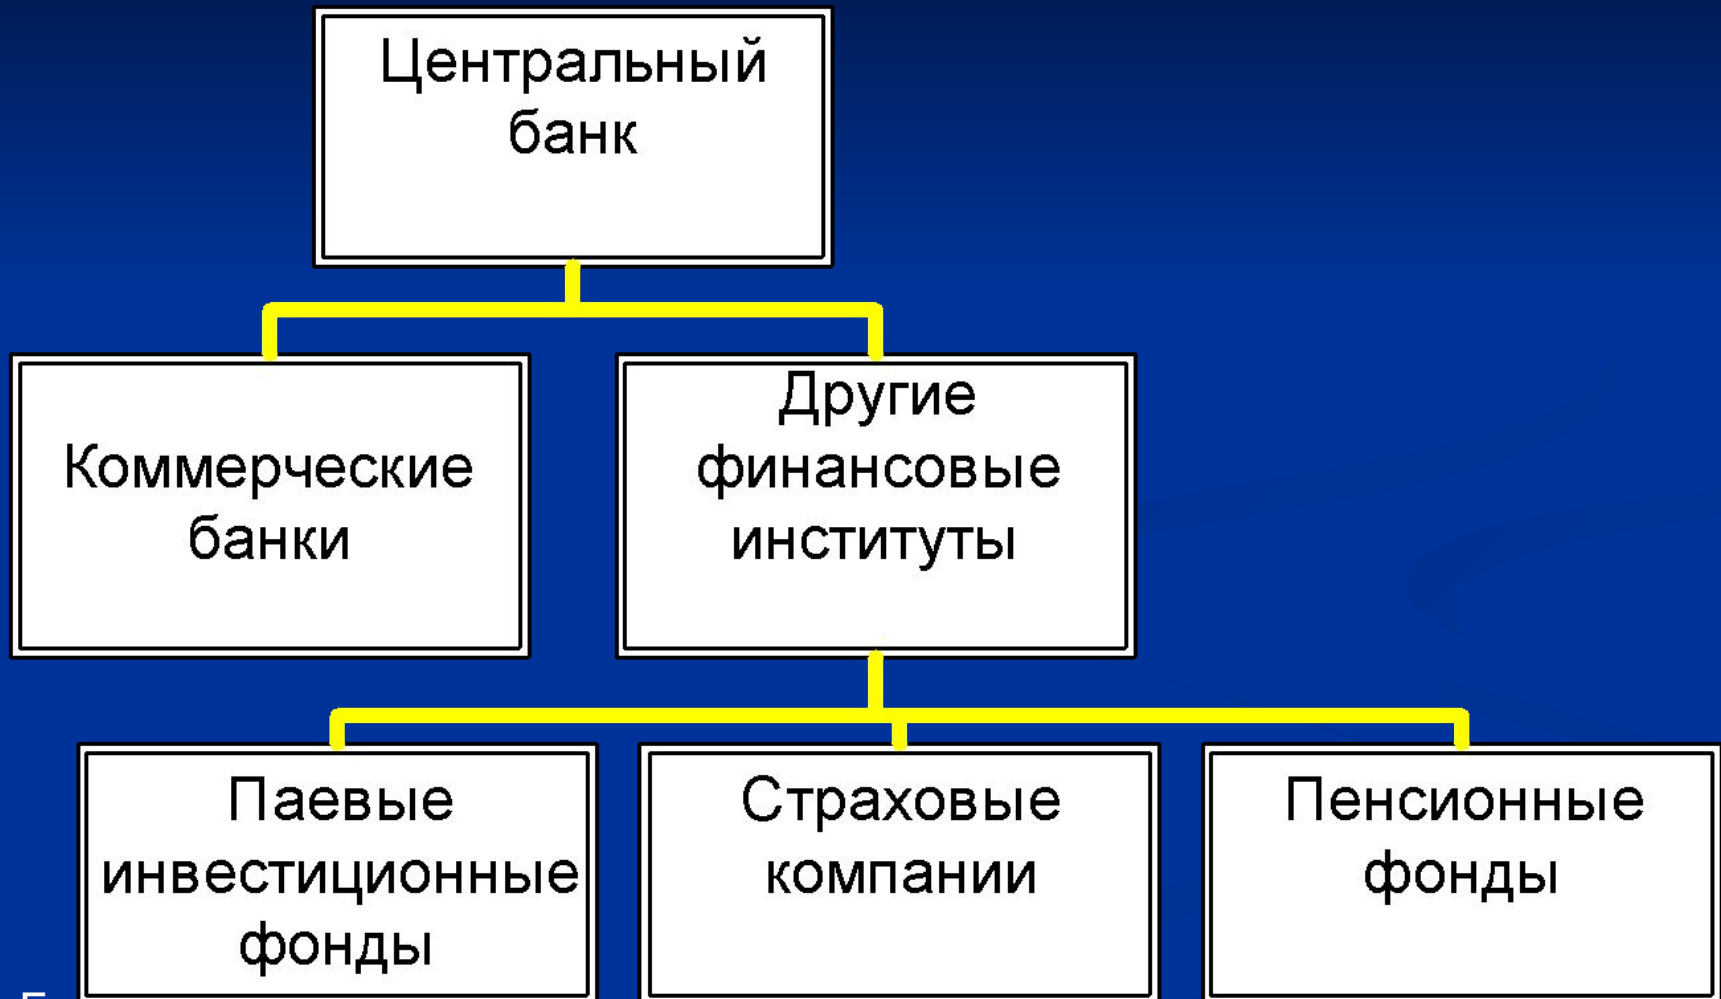 Центральный
банк
Коммерческие
банки
Другие
финансовые
институты
Паевые
инвестиционные
фонды
Страховые
компании
Пенсионные
фонды